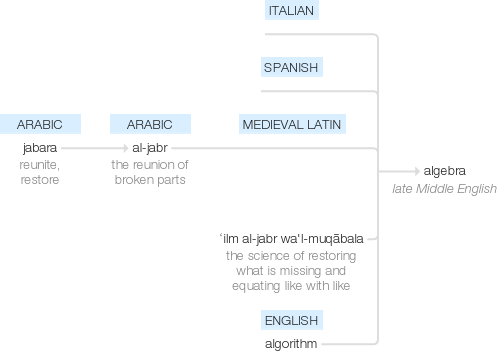 ITALIAN
SPANISH
ARABIC
ARABIC
MEDIEVAL LATIN
jabara
reunite,
restore
al-jabr
the reunion of
broken parts
algebra
late Middle English
ʿilm al-jabr wa'l-muqābala
the science of restoring
what is missing and
equating like with like
ENGLISH
algorithm